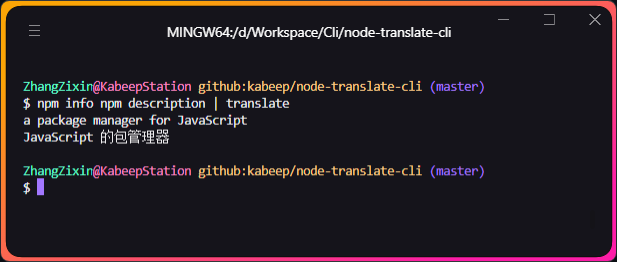 MINGW64:/d/Workspace/Cli/node-translate-cli
ZhangZixin@KabeepStation github:kabeep/node-translate-cli (master)
$ npm info npm description | translate
a package manager for JavaScript
JavaScript 的包管理器
ZhangZixin@KabeepStation github:kabeep/node-translate-cli (master)
$